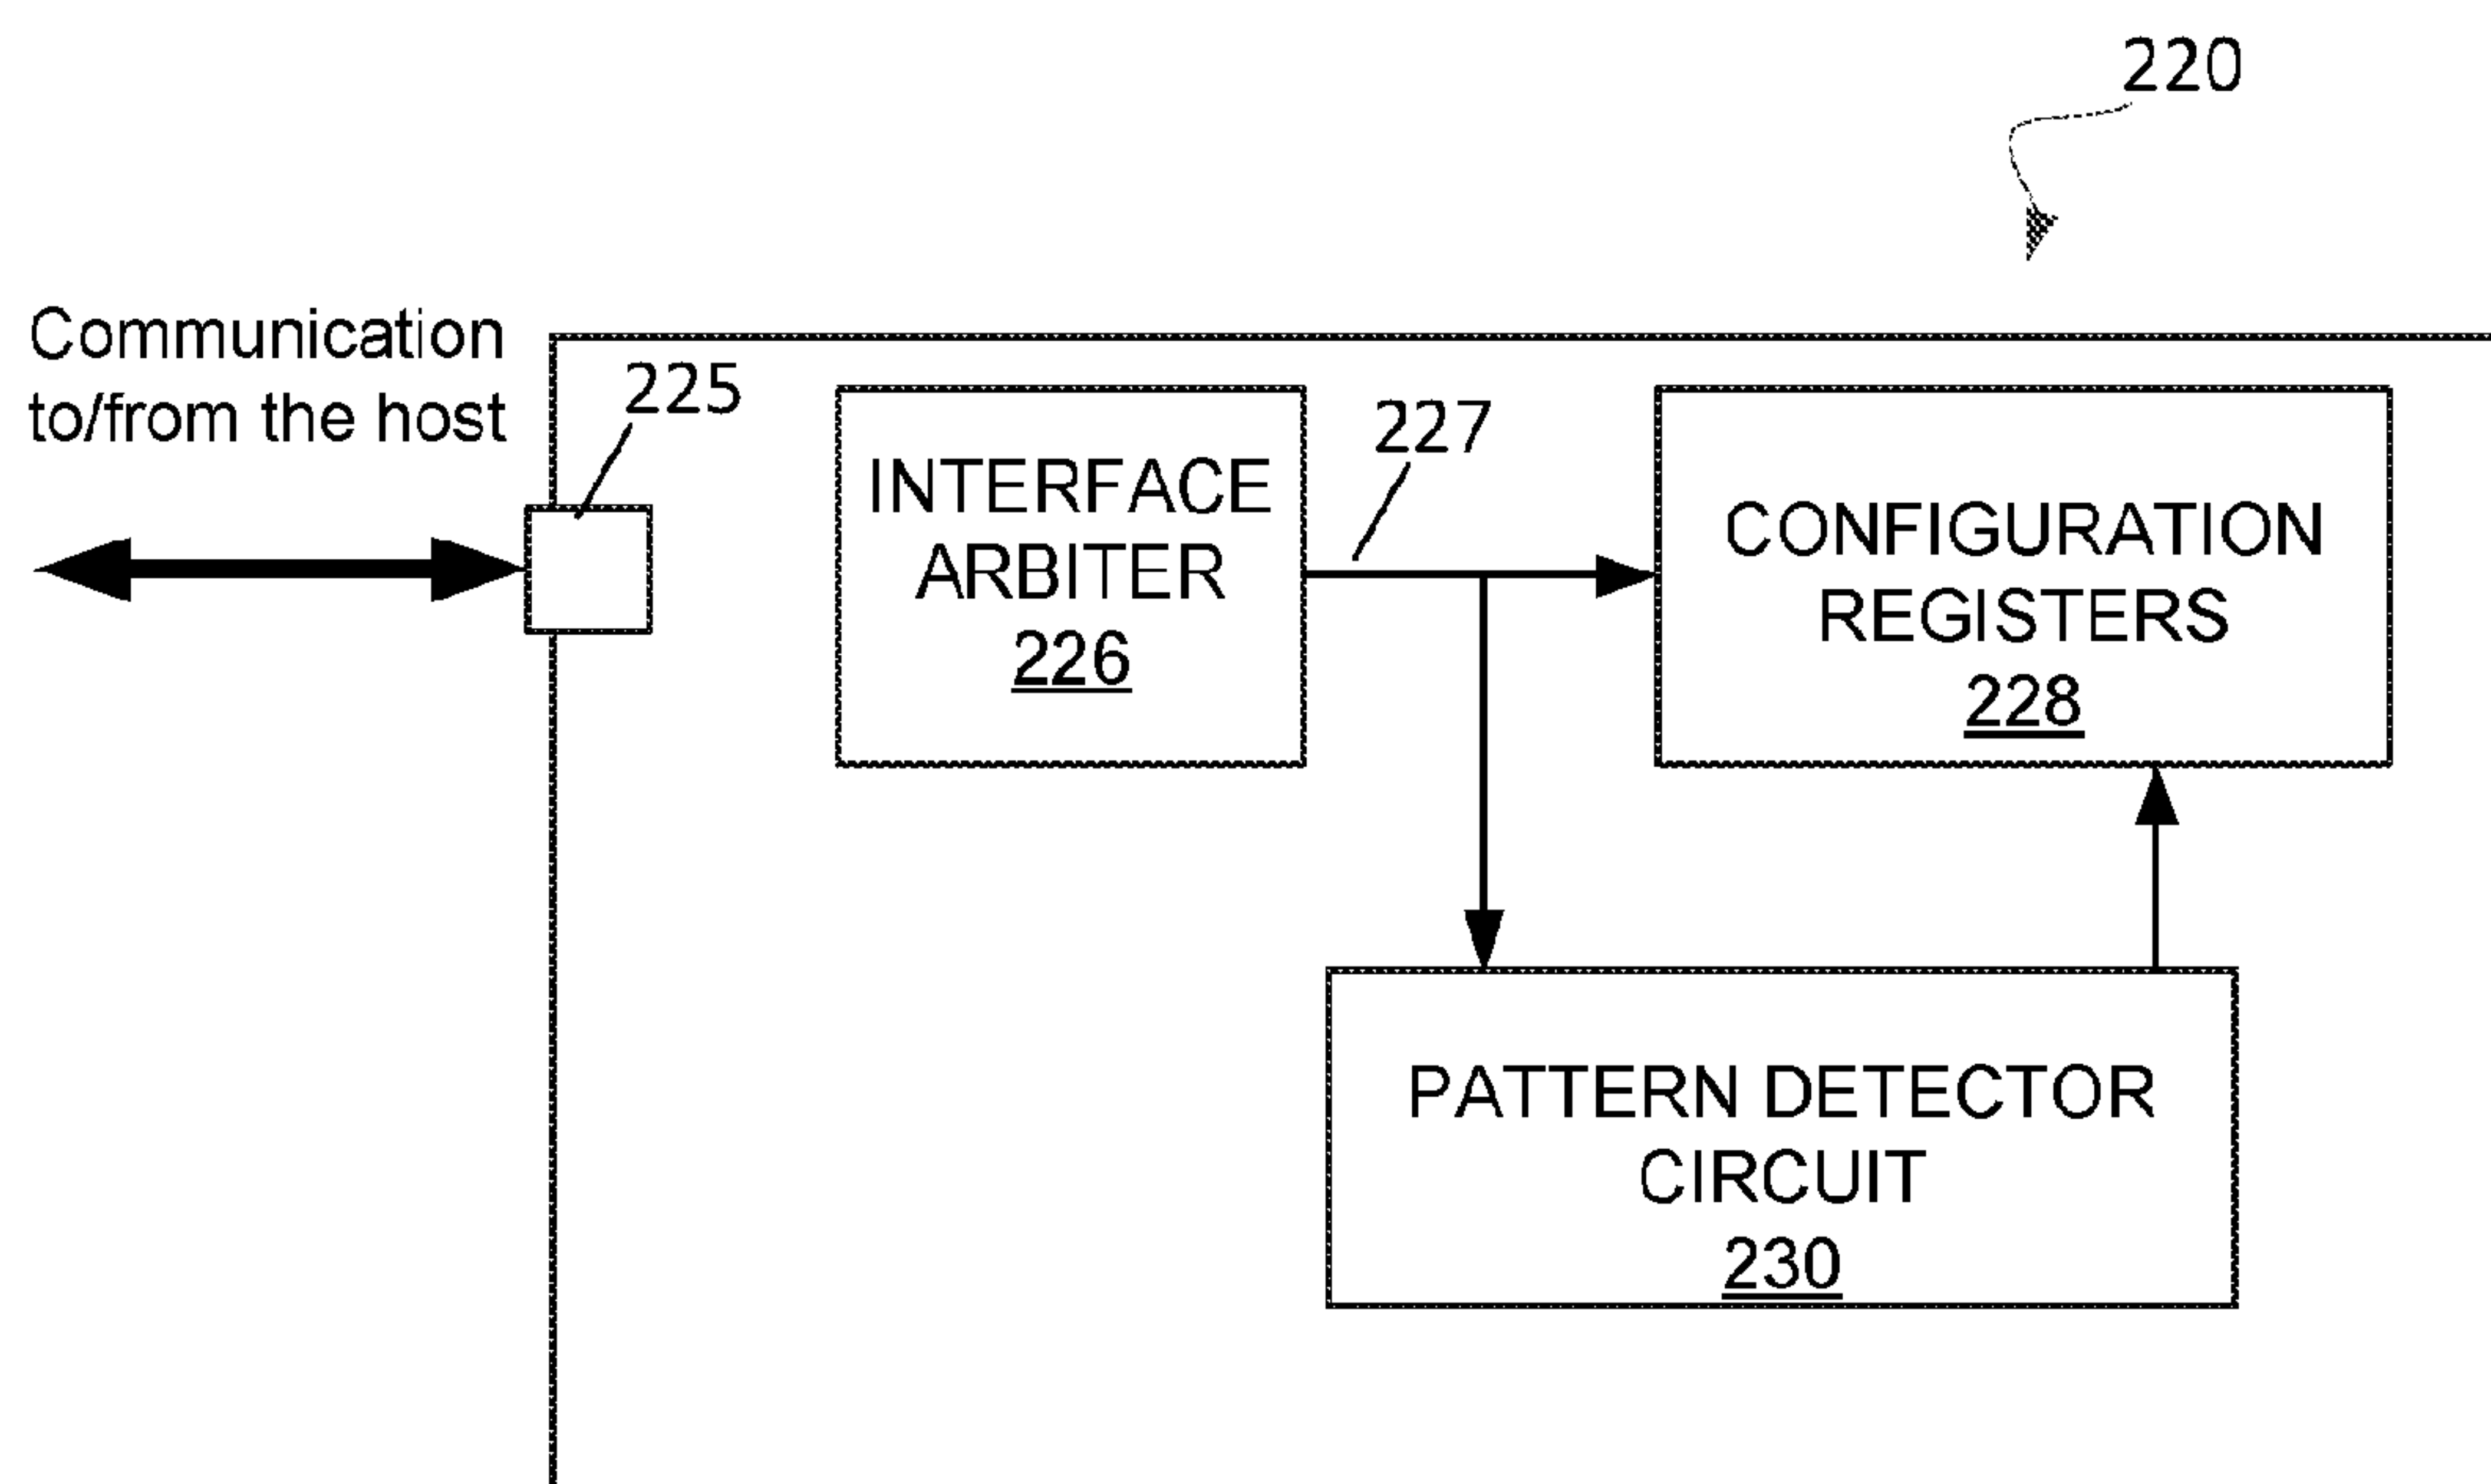 220
Communication
to/from the host
225
INTERFACE
ARBITER
226
227
CONFIGURATION
REGISTERS
228
PATTERN DETECTOR
CIRCUIT
230